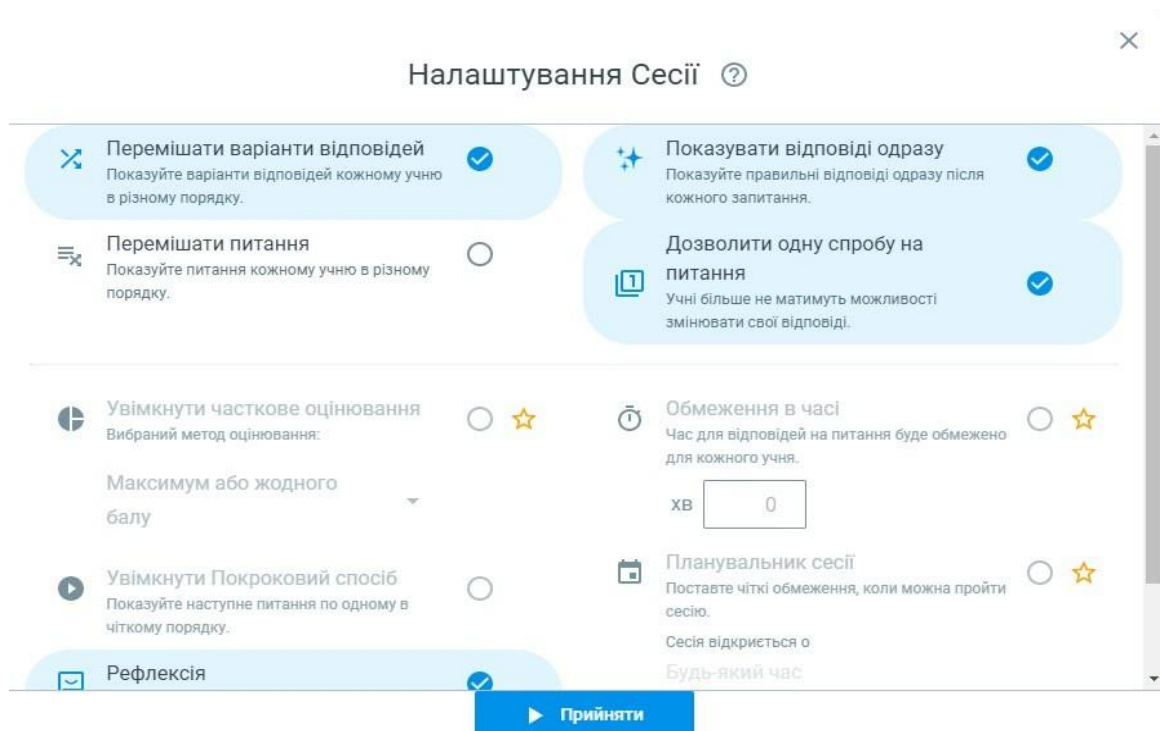 Налаштування Сесії
Перемішати варіанти відповідей
Показуйте варіанти відповідей кожному учню
в різному порядку.
Перемішати питання
Показуйте питання кожному учню в різному
порядку.
Показувати відповіді одразу
Показуйте правильні відповіді одразу після
кожного запитання.
Дозволити одну спробу на
питання
Учні більше не матимуть можливості
змінювати свої відповіді.
Увімкнути часткове оцінювання
Вибраний метод оцінювання:
Максимум або жодного
балу
Увімкнути Покроковий спосіб
Показуйте наступне питання по одному в
чіткому порядку.
Рефлексія
Обмеження в часі
Час для відповідей на питання буде обмежено
для кожного учня.
хв 0
Планувальник сесії
Поставте чіткі обмеження, коли можна пройти
сесію.
Сесія відкриється о
Будь-який час
Прийняти